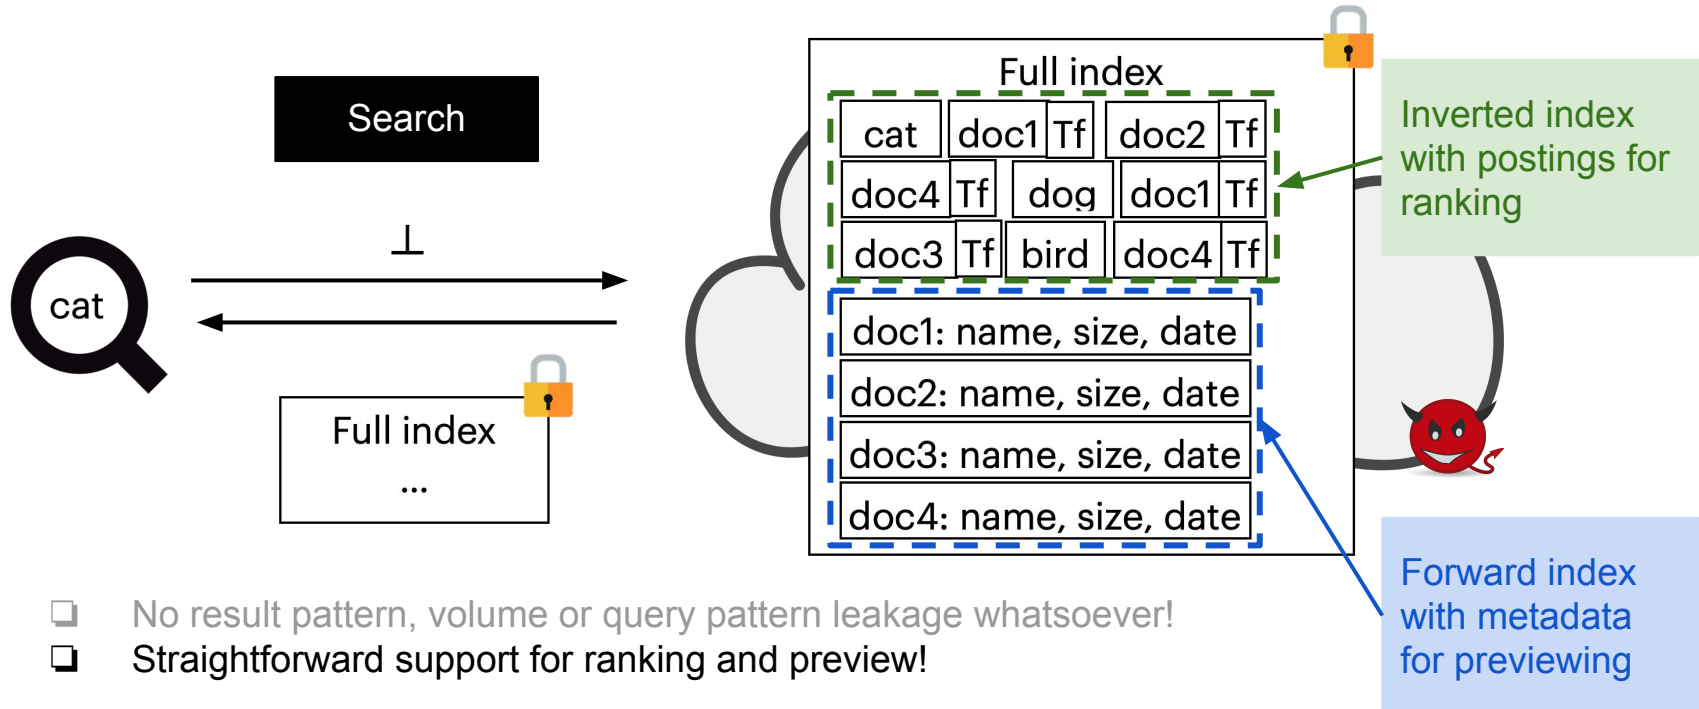 Search
⊥
cat
Full index
...
Full index
cat doc1 Tf doc2 Tf
doc4 Tf dog doc1 Tf
doc3 Tf bird doc4 Tf
doc1: name, size, date
doc2: name, size, date
doc3: name, size, date
doc4: name, size, date
Inverted index
with postings for
ranking
Forward index
with metadata
for previewing
❏ No result pattern, volume or query pattern leakage whatsoever!
❏ Straightforward support for ranking and preview!